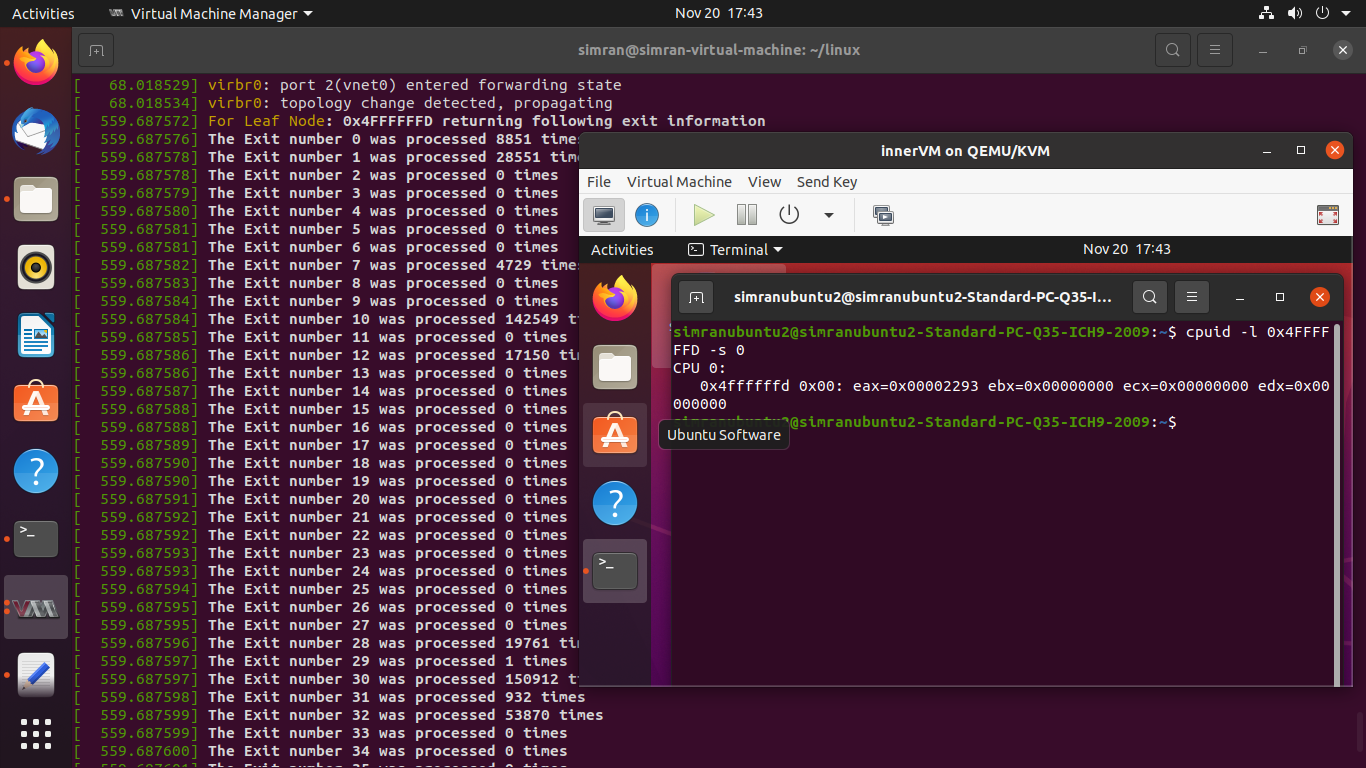 Activities Virtual Machine Manager Nov 20 17:43
simran@simran-virtual-machine: ~/linux
[   68.018529] virbr0: port 2(vnet0) entered forwarding state
[   68.018534] virbr0: topology change detected, propagating
[  559.687572] For Leaf Node: 0x4FFFFFFD returning following exit information
[  559.687576] The Exit number 0 was processed 8851 times
[  559.687578] The Exit number 1 was processed 28551 tim
[  559.687578] The Exit number 2 was processed 0 times
[  559.687579] The Exit number 3 was processed 0 times
[  559.687580] The Exit number 4 was processed 0 times
[  559.687581] The Exit number 5 was processed 0 times
[  559.687581] The Exit number 6 was processed 0 times
[  559.687582] The Exit number 7 was processed 4729 times
[  559.687583] The Exit number 8 was processed 0 times
[  559.687584] The Exit number 9 was processed 0 times
[  559.687584] The Exit number 10 was processed 142549 ti
[  559.687585] The Exit number 11 was processed 0 times
[  559.687586] The Exit number 12 was processed 17150 tim
[  559.687586] The Exit number 13 was processed 0 times
[  559.687587] The Exit number 14 was processed 0 times
[  559.687588] The Exit number 15 was processed 0 times
[  559.687588] The Exit number 16 was processed 0 times
[  559.687589] The Exit number 17 was processed 0 times
[  559.687590] The Exit number 18 was processed 0 times
[  559.687590] The Exit number 19 was processed 0 times
[  559.687591] The Exit number 20 was processed 0 times
[  559.687592] The Exit number 21 was processed 0 times
[  559.687592] The Exit number 22 was processed 0 times
[  559.687593] The Exit number 23 was processed 0 times
[  559.687593] The Exit number 24 was processed 0 times
[  559.687594] The Exit number 25 was processed 0 times
[  559.687595] The Exit number 26 was processed 0 times
[  559.687595] The Exit number 27 was processed 0 times
[  559.687596] The Exit number 28 was processed 19761 tim
[  559.687597] The Exit number 29 was processed 1 times
[  559.687597] The Exit number 30 was processed 150912 ti
[  559.687598] The Exit number 31 was processed 932 times
[  559.687599] The Exit number 32 was processed 53870 times
[  559.687599] The Exit number 33 was processed 0 times
[  559.687600] The Exit number 34 was processed 0 times
innerVM on QEMU/KVM
File Virtual Machine View Send Key
Activities Terminal Nov 20 17:43
simranubuntu2@simranubuntu2-Standard-PC-Q35-I...
simranubuntu2@simranubuntu2-Standard-PC-Q35-ICH9-2009:~$ cpuid -l 0x4FFFF
FFD -s 0
CPU 0:
   0x4ffffffd 0x00: eax=0x00002293 ebx=0x00000000 ecx=0x00000000 edx=0x00
000000
simranubuntu2@simranubuntu2-Standard-PC-Q35-ICH9-2009:~$
Ubuntu Software